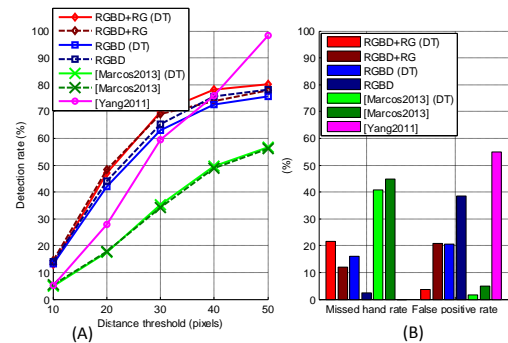 100
90
80
70
60
50
40
30
20
10
0
10 20 30 40 50
Detection rate (%)
Distance threshold (pixels)
RGBD+RG (DT)
RGBD+RG
RGBD (DT)
RGBD
[Marcos2013] (DT)
[Marcos2013]
[Yang2011]
(A)
100
90
80
70
60
50
40
30
20
10
0
(%)
RGBD+RG (DT)
RGBD+RG
RGBD (DT)
RGBD
[Marcos2013] (DT)
[Marcos2013]
[Yang2011]
Missed hand rate False positive rate
(B)